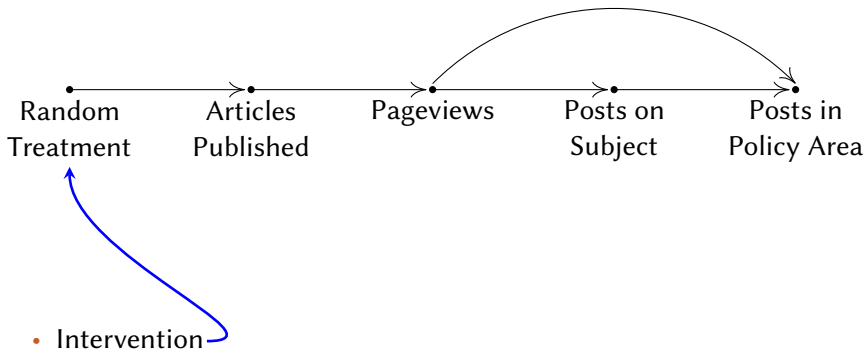 Random
Treatment
Articles
Published
Pageviews
Posts on
Subject
Posts in
Policy Area
• Intervention